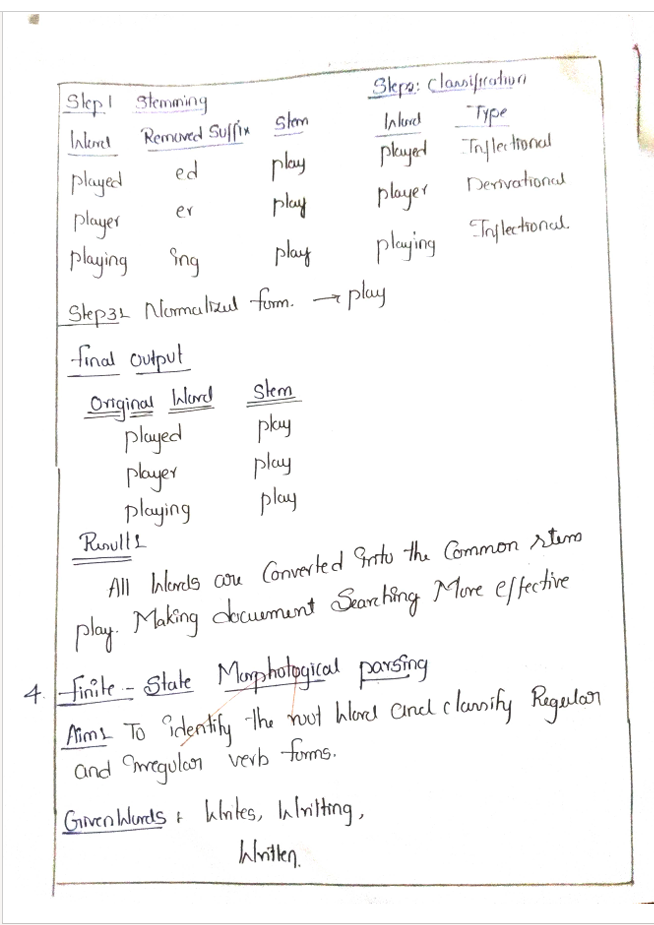 Step 1 Stemming
Word Removed Suffix Stem
played ed play
player er play
playing ing play
Step2: Classification
Word Type
played Inflectional
player Derivational
playing Inflectional.
Step3: Normalized form. → play
final output
Original Word Stem
played play
player play
playing play
Result:
All Words are Converted into the Common stem
play. Making document Searching More effective
4. Finite - State Morphological parsing
Aim: To identify the root Word and classify Regular
and irregular verb forms.
Given Words: Writes, Writting,
Written.